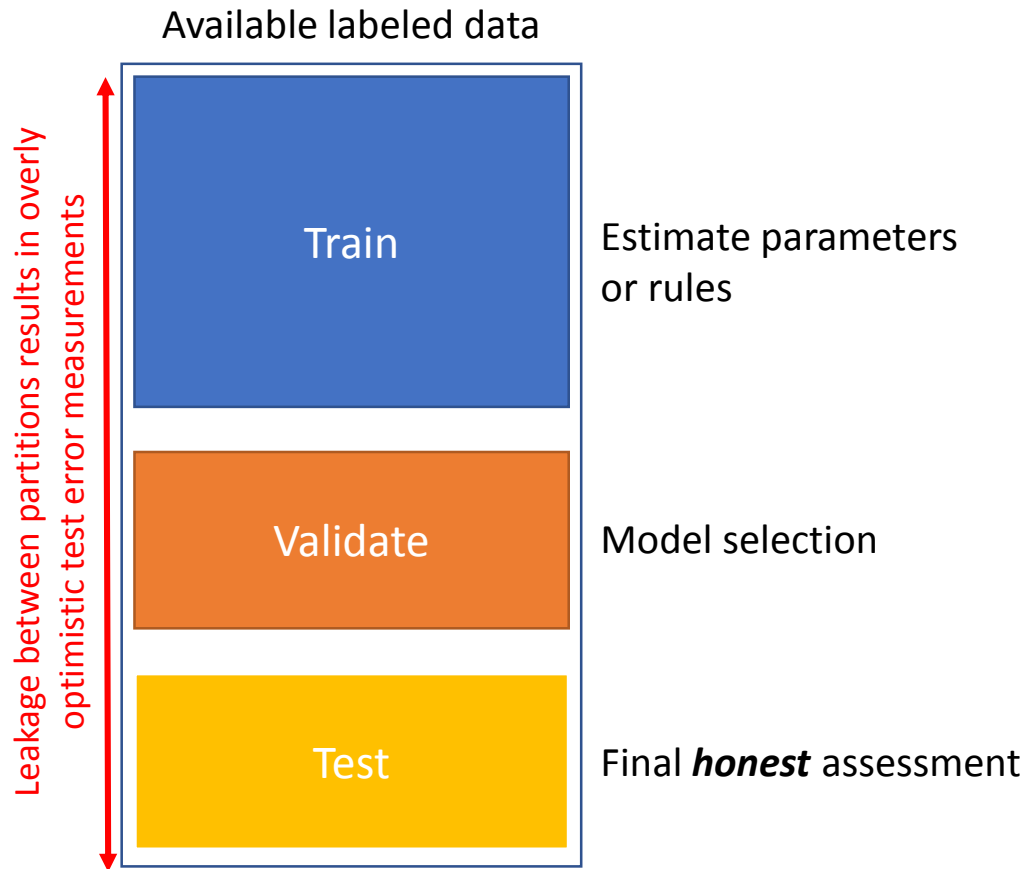 Available labeled data
Leakage between partitions results in overly
optimistic test error measurements
Train
Estimate parameters
or rules
Validate
Model selection
Test
Final honest assessment